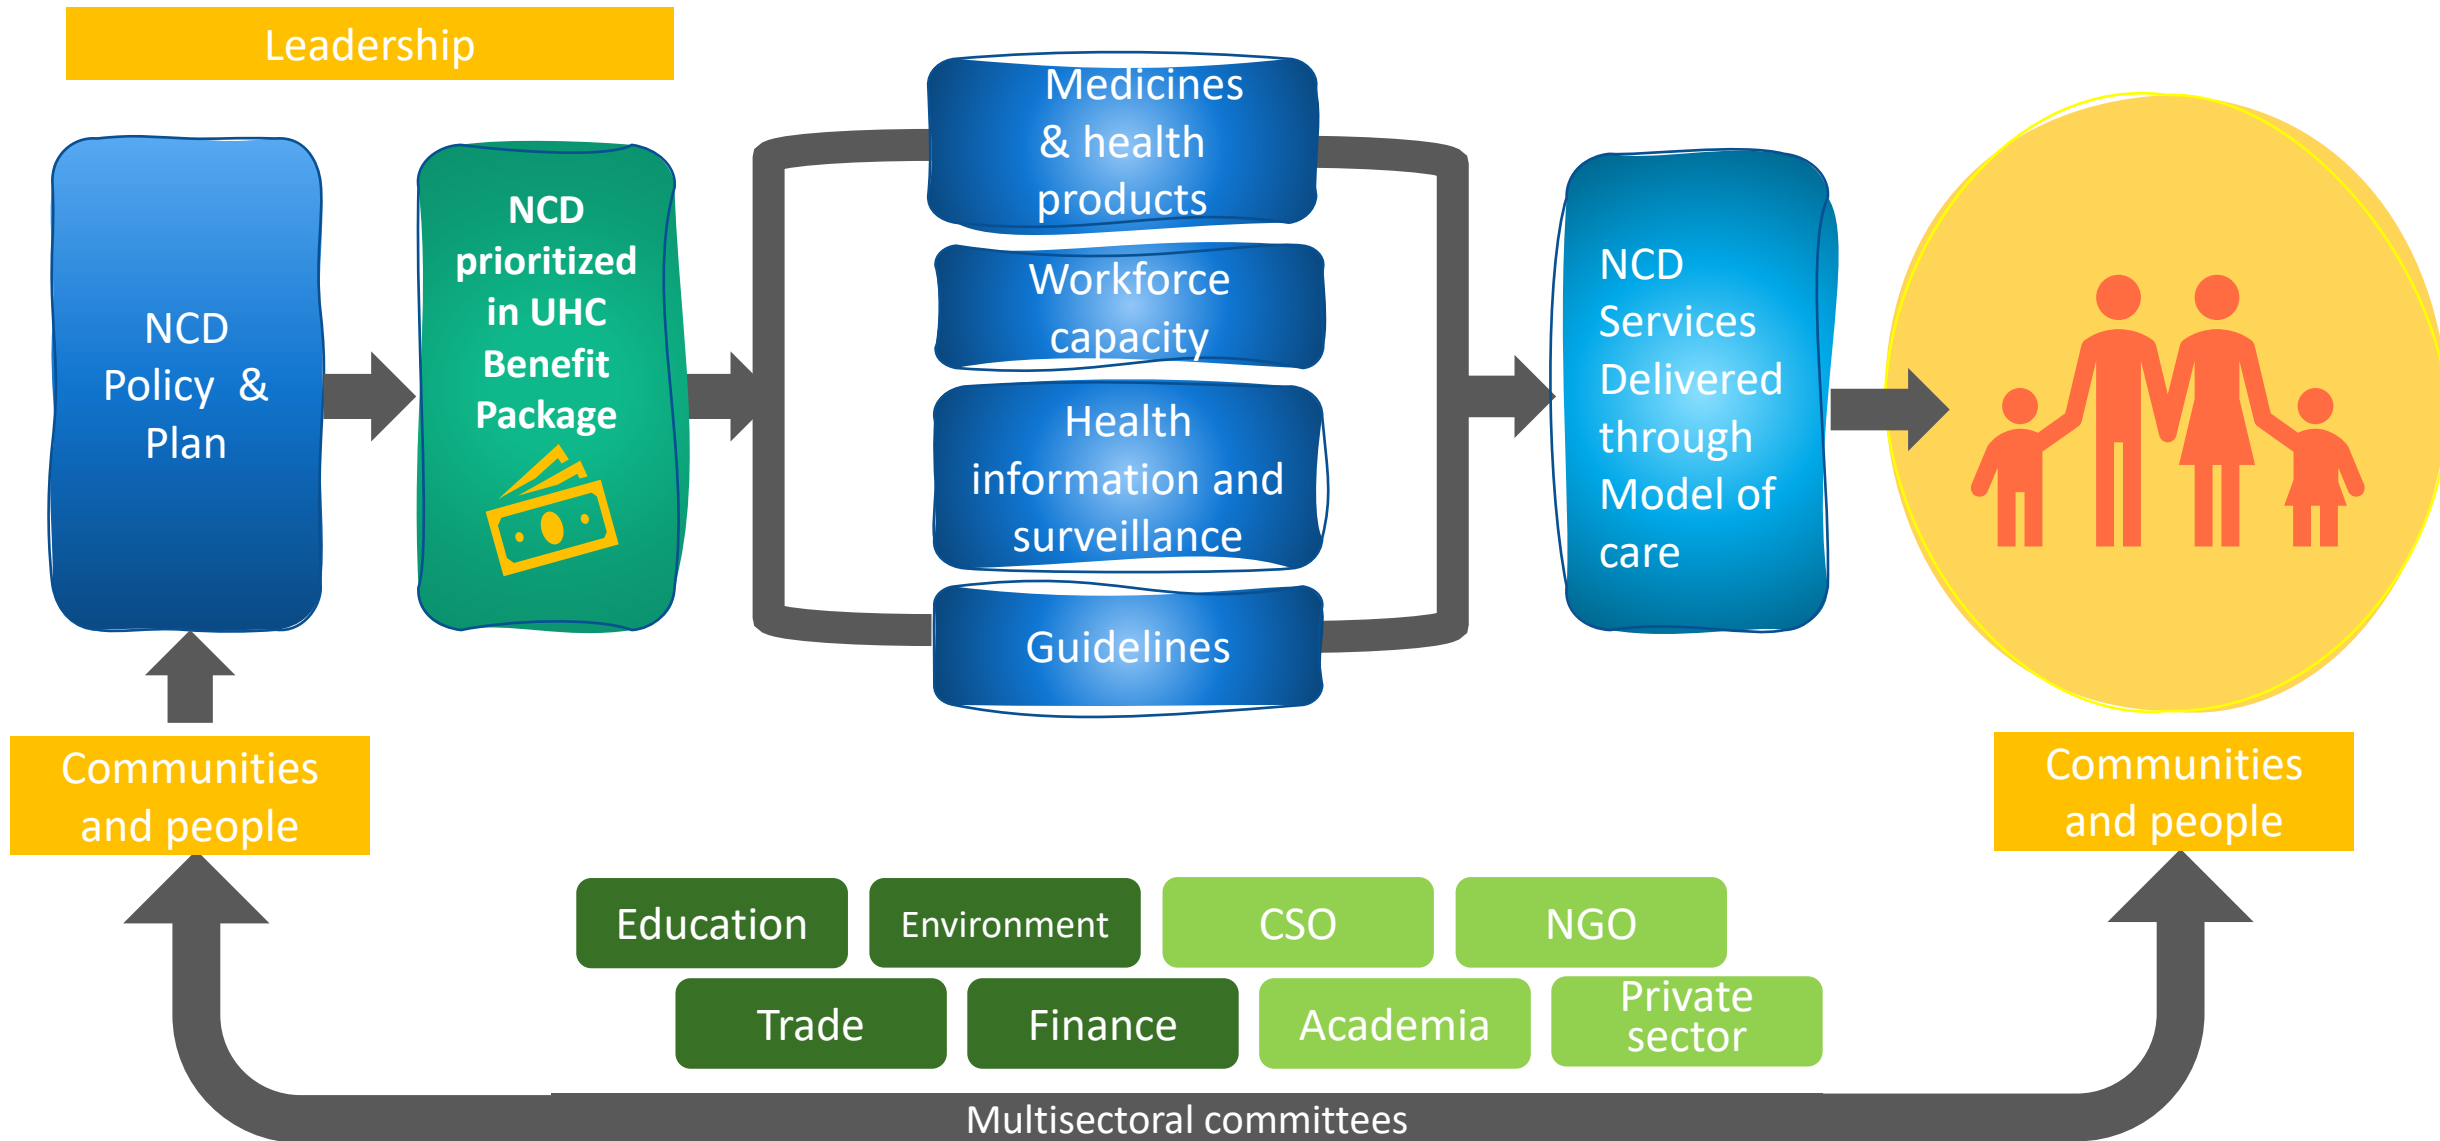 Leadership
NCD
Policy & 
Plan
NCD
prioritized
in UHC
Benefit
Package
Medicines
& health
products
Workforce
capacity
Health
information and
surveillance
Guidelines
NCD
Services
Delivered
through
Model of
care
Communities
and people
Communities
and people
Education
Environment
CSO
NGO
Trade
Finance
Academia
Private
sector
Multisectoral committees